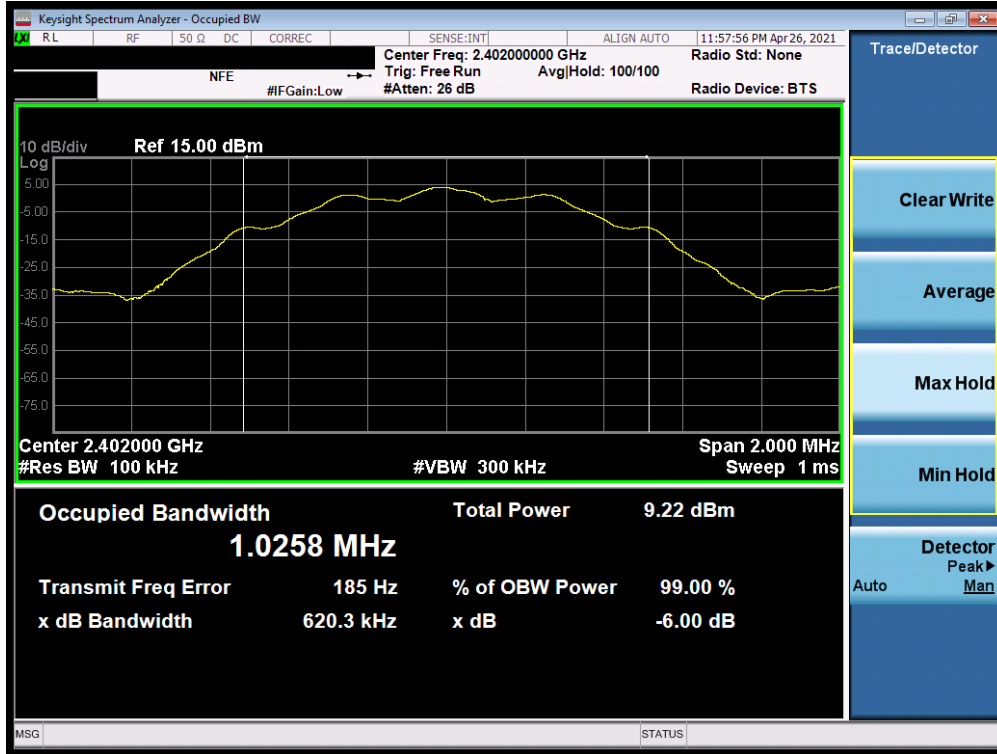 Keysight Spectrum Analyzer - Occupied BW
LXI RL RF 50 Ω DC CORREC SENSE:INT ALIGN AUTO 11:57:56 PM Apr 26, 2021
Center Freq: 2.402000000 GHz Radio Std: None
NFE Trig: Free Run Avg|Hold: 100/100
#IFGain:Low #Atten: 26 dB Radio Device: BTS
Trace/Detector
10 dB/div Ref 15.00 dBm
Log
5.00
-5.00
-15.0
-25.0
-35.0
-45.0
-55.0
-65.0
-75.0
Center 2.402000 GHz Span 2.000 MHz
#Res BW 100 kHz #VBW 300 kHz Sweep 1 ms
Occupied Bandwidth Total Power 9.22 dBm
1.0258 MHz
Transmit Freq Error 185 Hz % of OBW Power 99.00 %
x dB Bandwidth 620.3 kHz x dB -6.00 dB
Clear Write
Average
Max Hold
Min Hold
Detector
Peak▶
Auto Man
MSG STATUS